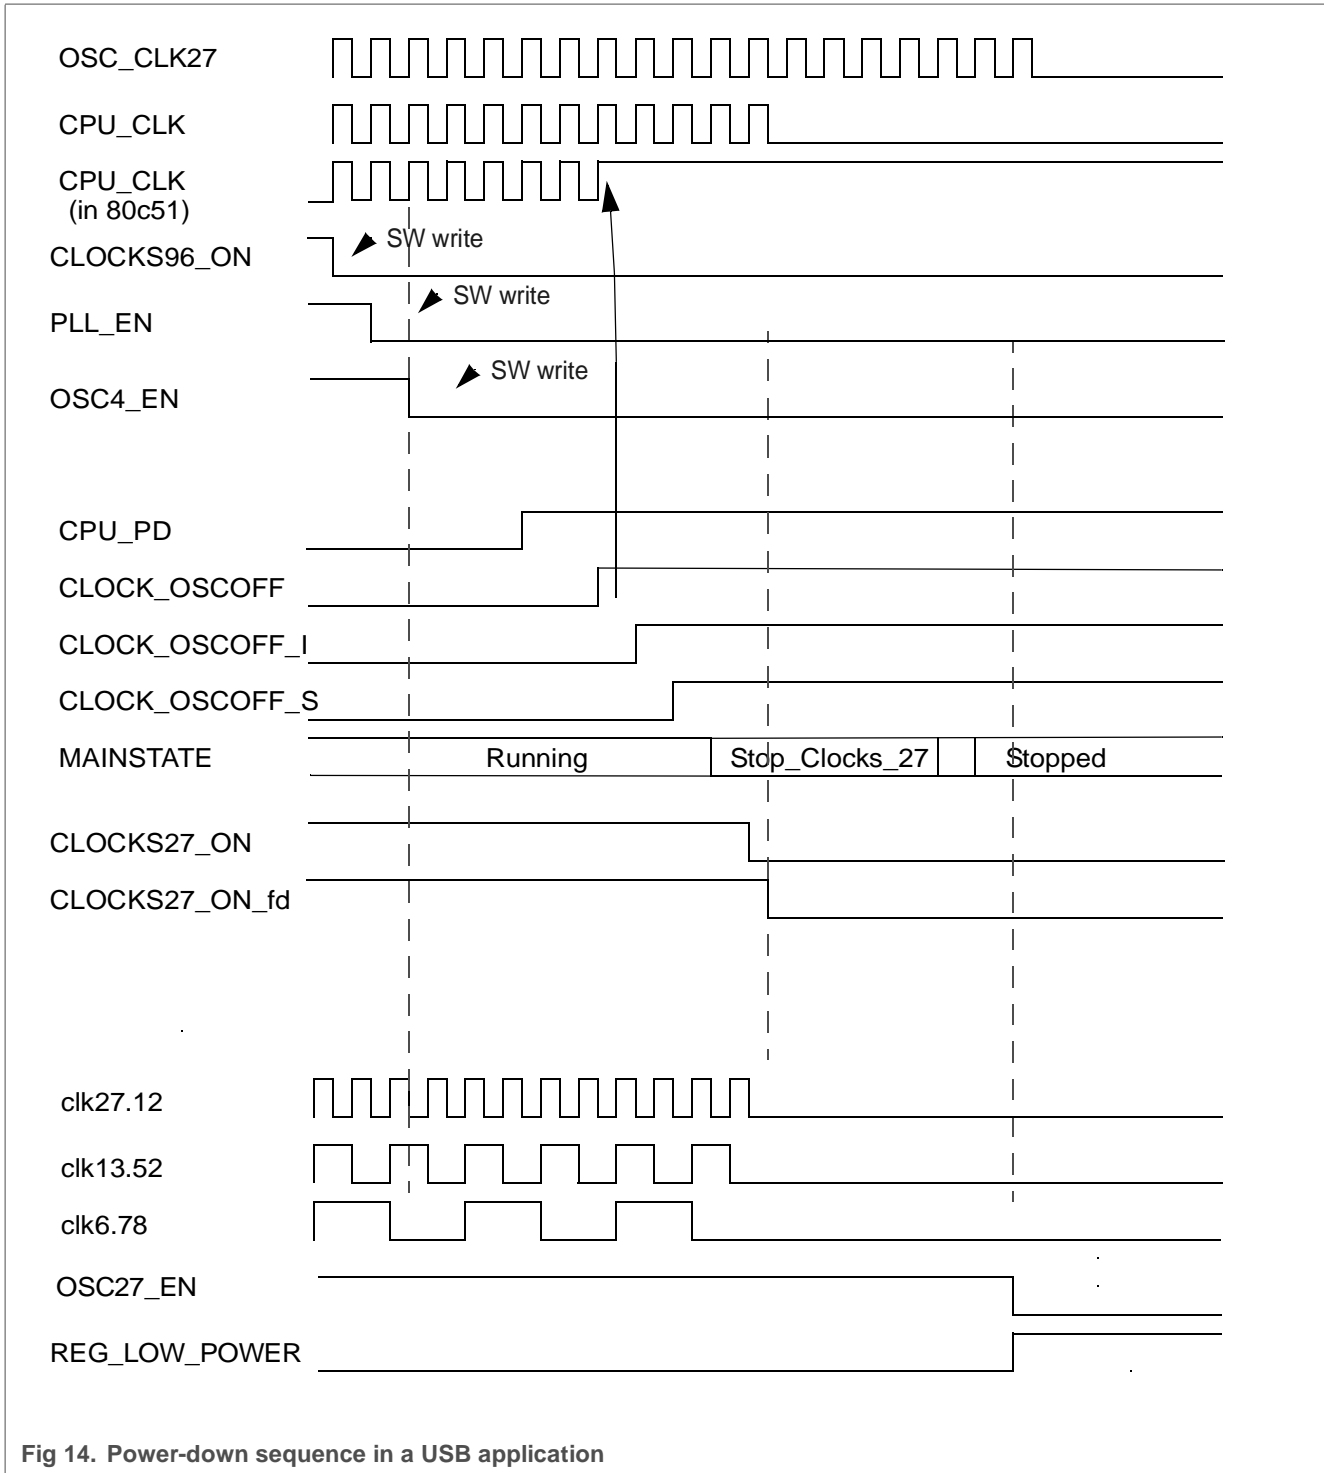 OSC_CLK27
CPU_CLK
CPU_CLK
(in 80c51)
SW write
CLOCKS96_ON
SW write
PLL_EN
SW write
OSC4_EN
CPU_PD
CLOCK_OSCOFF
CLOCK_OSCOFF_I
CLOCK_OSCOFF_S
MAINSTATE Running Stop_Clocks_27 Stopped
CLOCKS27_ON
CLOCKS27_ON_fd
clk27.12
clk13.52
clk6.78
OSC27_EN
REG_LOW_POWER
Fig 14. Power-down sequence in a USB application